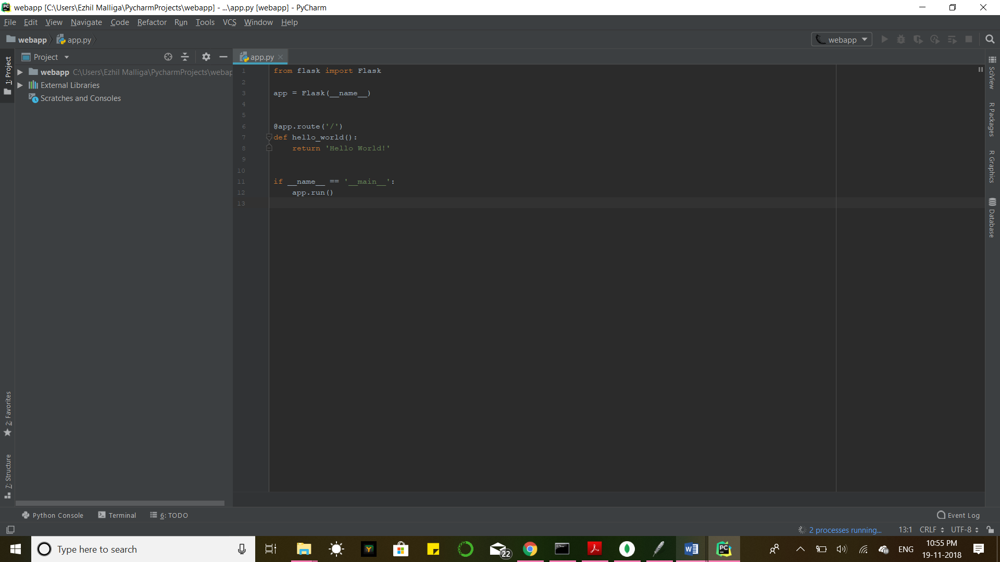 webapp [C:\Users\Ezhil Malliga\PycharmProjects\webapp] - ...\app.py [webapp] - PyCharm
File Edit View Navigate Code Refactor Run Tools VCS Window Help
webapp app.py webapp
1: Project
Project
webapp C:\Users\Ezhil Malliga\PycharmProjects\webap
External Libraries
Scratches and Consoles
2: Favorites
7: Structure
app.py
1 from flask import Flask
2
3 app = Flask(__name__)
4
5
6 @app.route('/')
7 def hello_world():
8     return 'Hello World!'
9
10
11 if __name__ == '__main__':
12     app.run()
13
SciView
R Packages
R Graphics
Database
Python Console Terminal 6: TODO Event Log
2 processes running... 13:1 CRLF UTF-8
Type here to search
22
PC
ENG
10:55 PM
19-11-2018